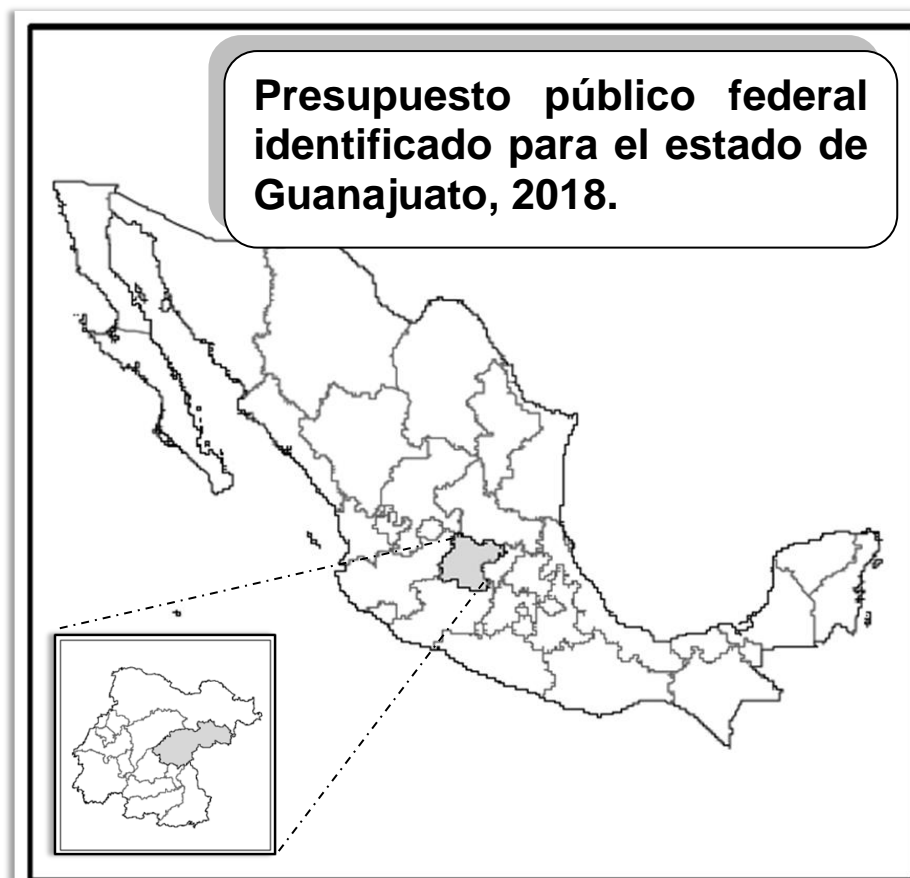 Presupuesto público federal
identificado para el estado de
Guanajuato, 2018.